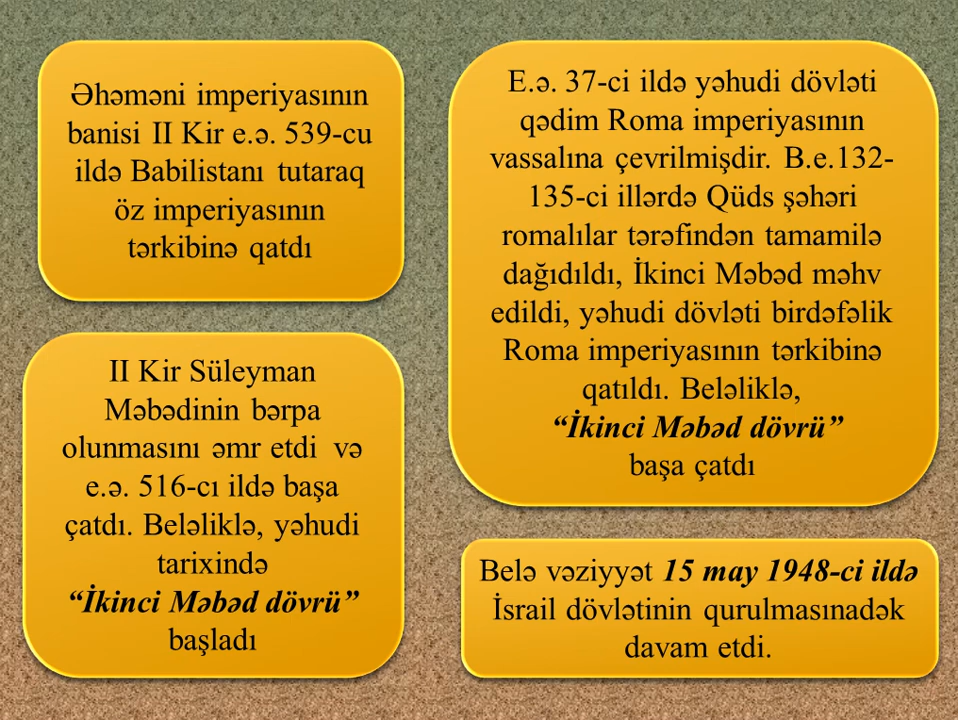 Əhəməni imperiyasının
banisi II Kir e.ə. 539-cu
ildə Babilistanı tutaraq
öz imperiyasının
tərkibinə qatdı
II Kir Süleyman
Məbədinin bərpa
olunmasını əmr etdi və
e.ə. 516-cı ildə başa
çatdı. Beləliklə, yəhudi
tarixində
“İkinci Məbəd dövrü”
başladı
E.ə. 37-ci ildə yəhudi dövləti
qədim Roma imperiyasının
vassalına çevrilmişdir. B.e.132-
135-ci illərdə Qüds şəhəri
romalılar tərəfindən tamamilə
dağıdıldı, İkinci Məbəd məhv
edildi, yəhudi dövləti birdəfəlik
Roma imperiyasının tərkibinə
qatıldı. Beləliklə,
“İkinci Məbəd dövrü”
başa çatdı
Belə vəziyyət 15 may 1948-ci ildə
İsrail dövlətinin qurulmasınadək
davam etdi.